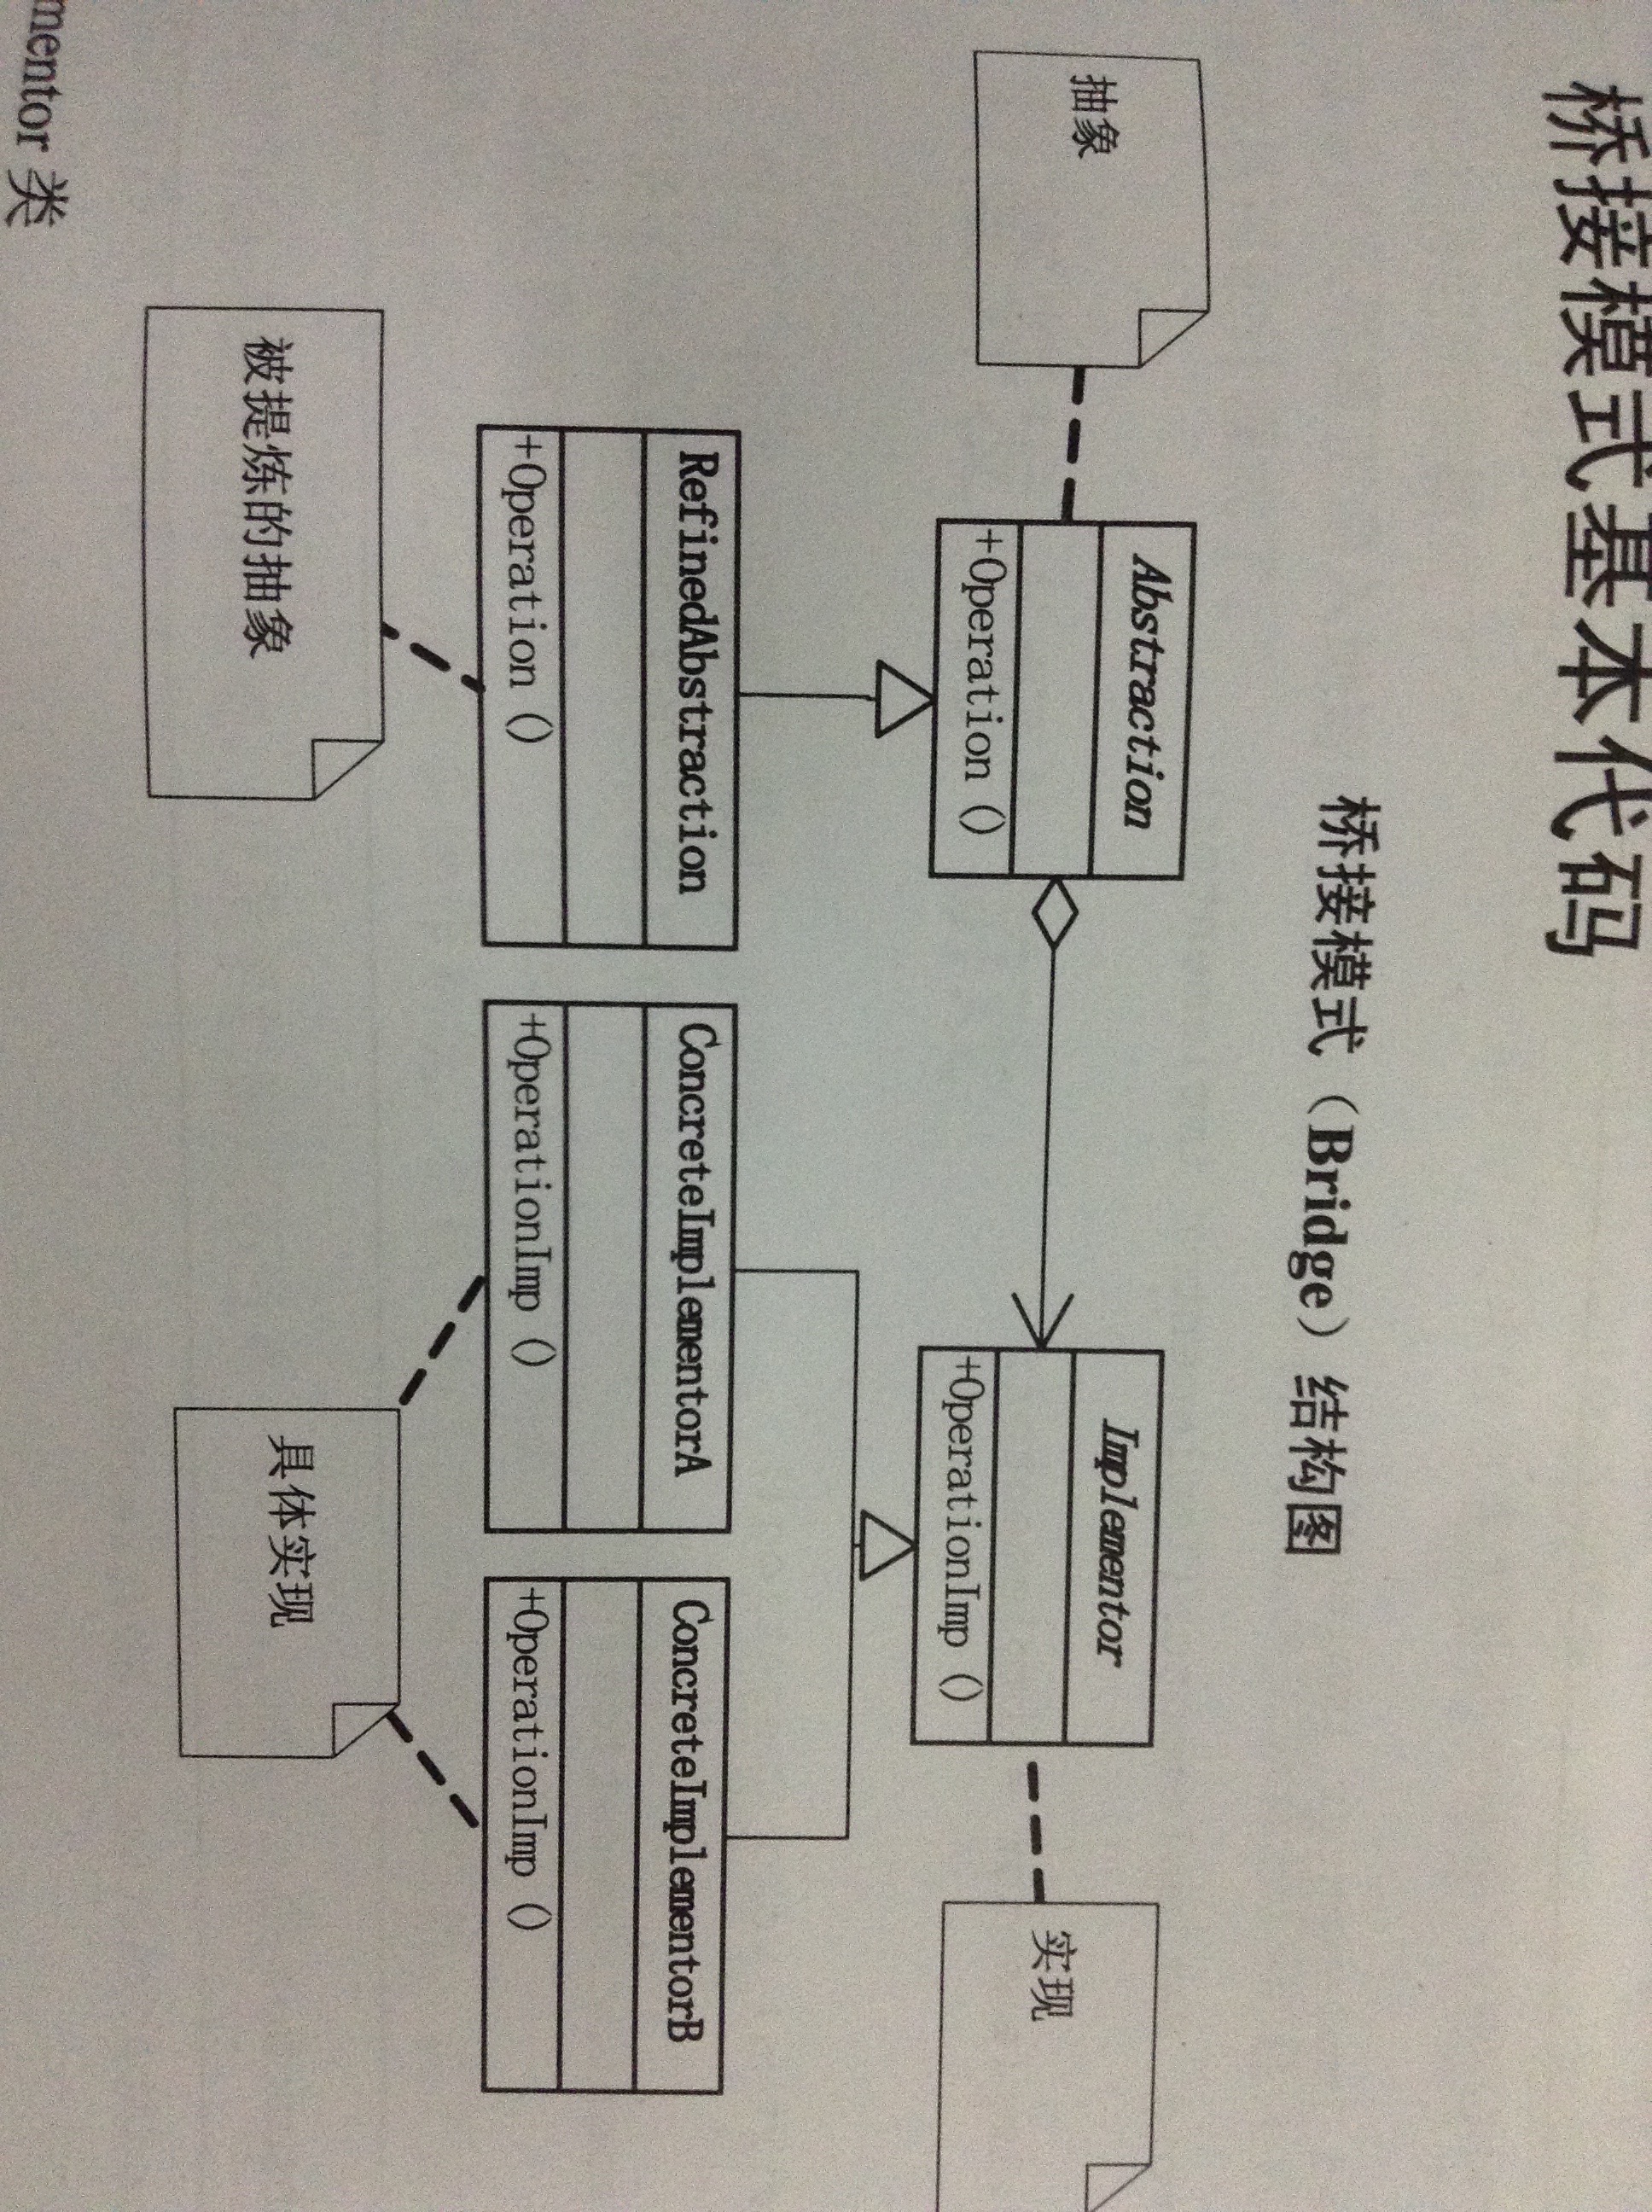 桥接模式基本代码
桥接模式（Bridge）结构图
抽象
Abstraction
+Operation ()
Implementor
+OperationImp ()
实现
RefinedAbstraction
+Operation ()
ConcreteImplementorA
+OperationImp ()
ConcreteImplementorB
+OperationImp ()
被提炼的抽象
具体实现
mentor 类